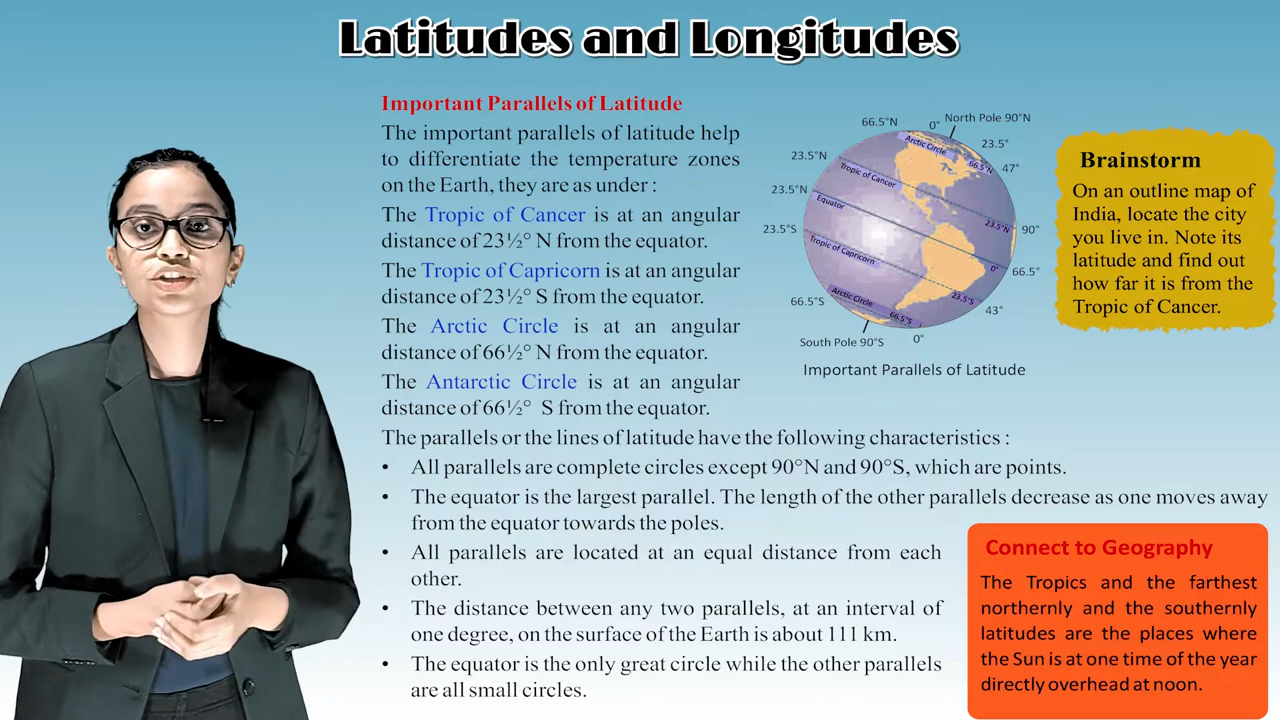 Latitudes and Longitudes
Important Parallels of Latitude
The important parallels of latitude help
to differentiate the temperature zones
on the Earth, they are as under :
The Tropic of Cancer is at an angular
distance of 23½° N from the equator.
The Tropic of Capricorn is at an angular
distance of 23½° S from the equator.
The Arctic Circle is at an angular
distance of 66½° N from the equator.
The Antarctic Circle is at an angular
distance of 66½° S from the equator.
66.5°N
0°
North Pole 90°N
23.5°
47°
23.5°N
23.5°N
23.5°S
66.5°S
90°
66.5°
43°
Arctic Circle
66.5°N
Tropic of Cancer
23.5°N
Equator
0°
Tropic of Capricorn
23.5°S
Arctic Circle
66.5°S
South Pole 90°S
0°
Important Parallels of Latitude
Brainstorm
On an outline map of
India, locate the city
you live in. Note its
latitude and find out
how far it is from the
Tropic of Cancer.
The parallels or the lines of latitude have the following characteristics :
• All parallels are complete circles except 90°N and 90°S, which are points.
• The equator is the largest parallel. The length of the other parallels decrease as one moves away
from the equator towards the poles.
• All parallels are located at an equal distance from each
other.
• The distance between any two parallels, at an interval of
one degree, on the surface of the Earth is about 111 km.
• The equator is the only great circle while the other parallels
are all small circles.
Connect to Geography
The Tropics and the farthest
northernly and the southernly
latitudes are the places where
the Sun is at one time of the year
directly overhead at noon.